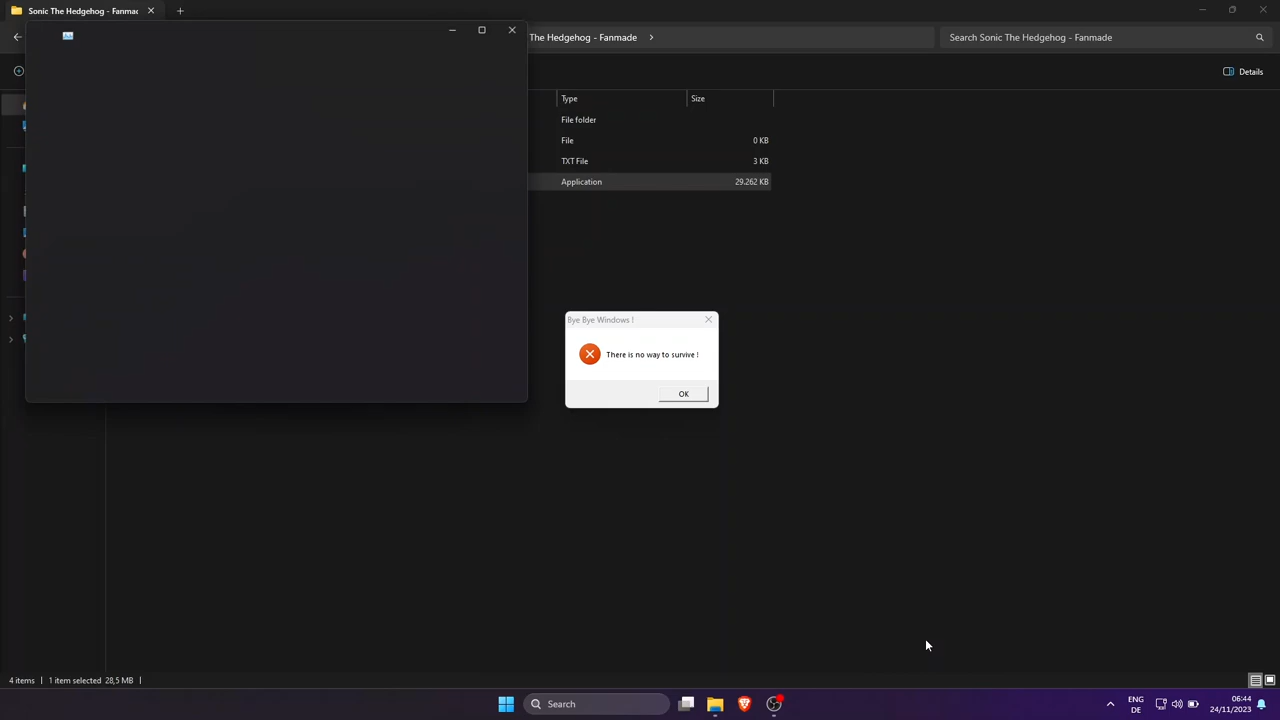 Sonic The Hedgehog - Fanmade
The Hedgehog - Fanmade
Search Sonic The Hedgehog - Fanmade
Details
Type
Size
File folder
File
0 KB
TXT File
3 KB
Application
29.262 KB
Bye Bye Windows !
There is no way to survive !
OK
4 items
1 item selected 28,5 MB
Search
ENG
DE
06:44
24/11/2023